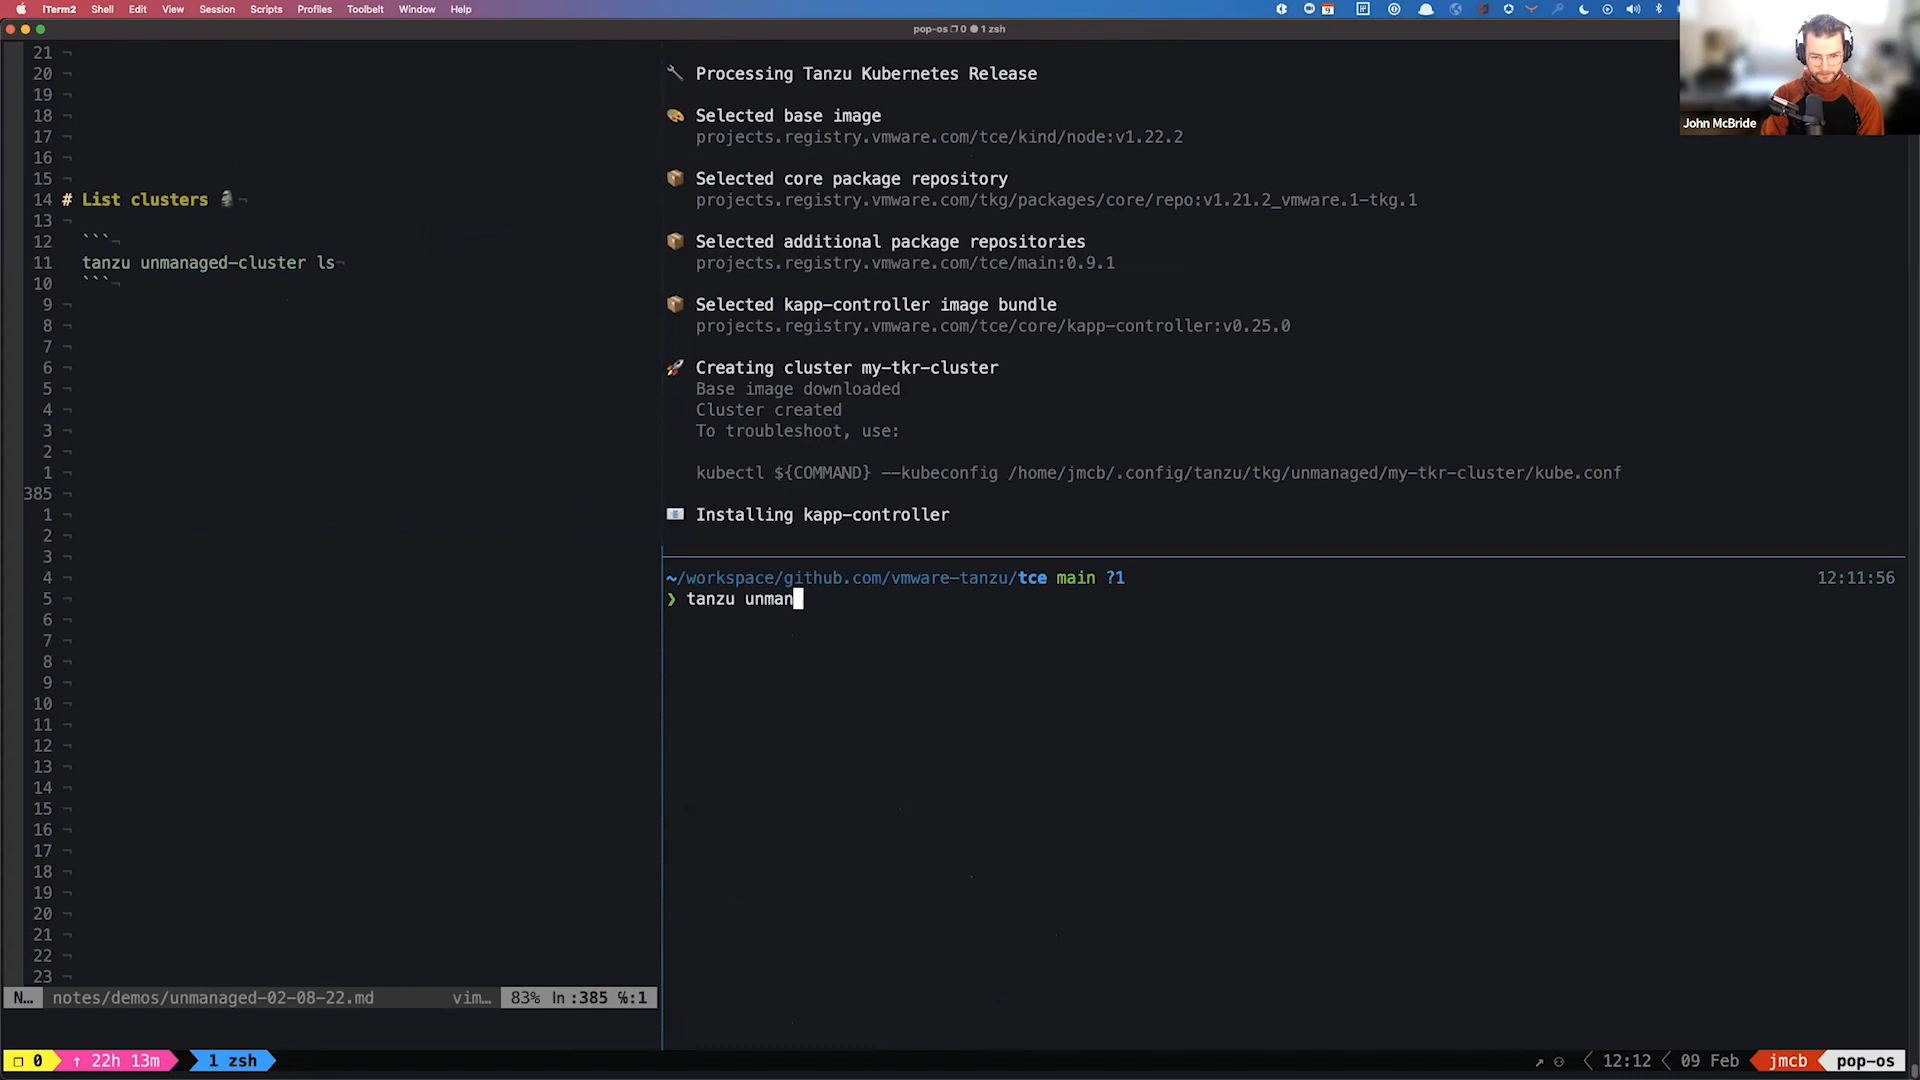 iTerm2 Shell Edit View Session Scripts Profiles Toolbelt Window Help
pop-os 0 1 zsh
John McBride
21
20
19
18
17
16
15
14 # List clusters
13
12 ```
11 tanzu unmanaged-cluster ls
10 ```
9
8
7
6
5
4
3
2
1
385
1
2
3
4
5
6
7
8
9
10
11
12
13
14
15
16
17
18
19
20
21
22
23
N… notes/demos/unmanaged-02-08-22.md vim… 83% ln :385 ℅:1
Processing Tanzu Kubernetes Release
Selected base image
projects.registry.vmware.com/tce/kind/node:v1.22.2
Selected core package repository
projects.registry.vmware.com/tkg/packages/core/repo:v1.21.2_vmware.1-tkg.1
Selected additional package repositories
projects.registry.vmware.com/tce/main:0.9.1
Selected kapp-controller image bundle
projects.registry.vmware.com/tce/core/kapp-controller:v0.25.0
Creating cluster my-tkr-cluster
Base image downloaded
Cluster created
To troubleshoot, use:
kubectl ${COMMAND} --kubeconfig /home/jmcb/.config/tanzu/tkg/unmanaged/my-tkr-cluster/kube.conf
Installing kapp-controller
~/workspace/github.com/vmware-tanzu/tce main ?1 12:11:56
❯ tanzu unman
0 ↑ 22h 13m 1 zsh
12:12 09 Feb jmcb pop-os